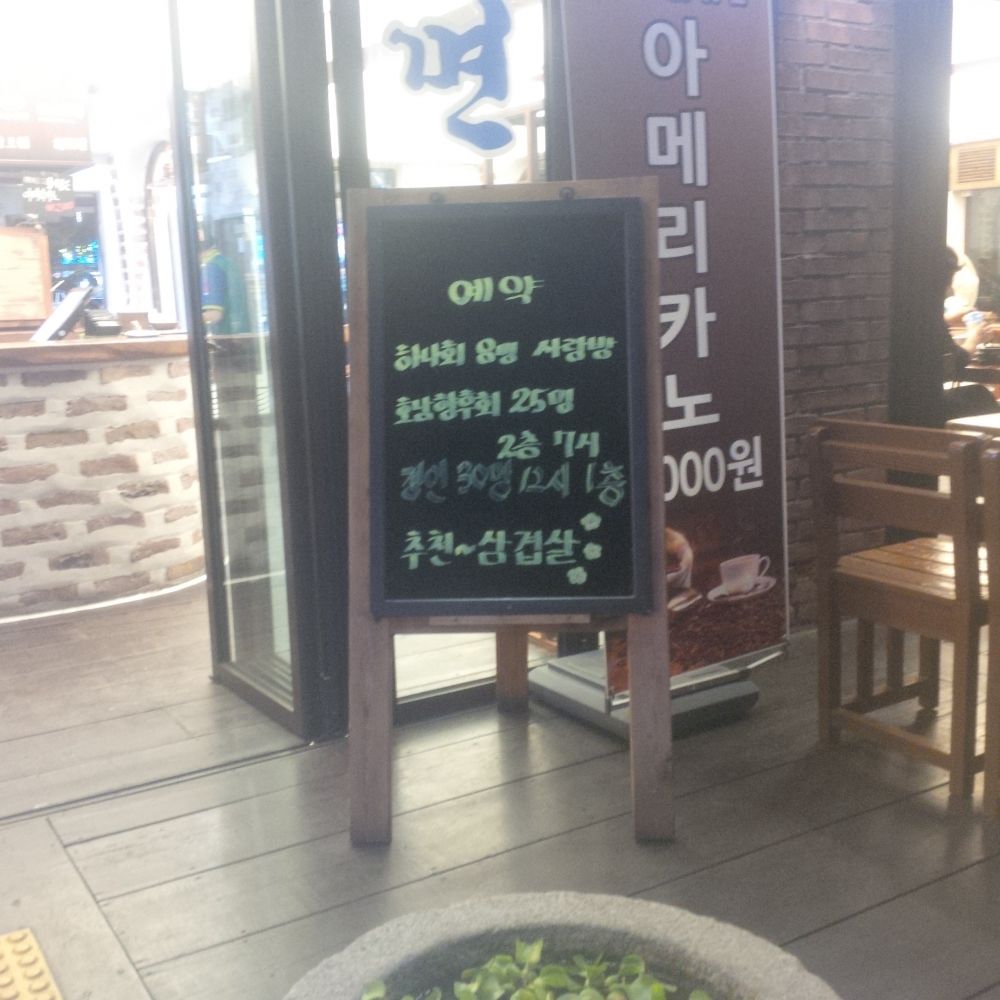 면
아메리카노
000원
예약
하나회 8명 사랑방
호남향후회 25명
2층 7시
경인 30명 12시 1층
추천~삼겹살